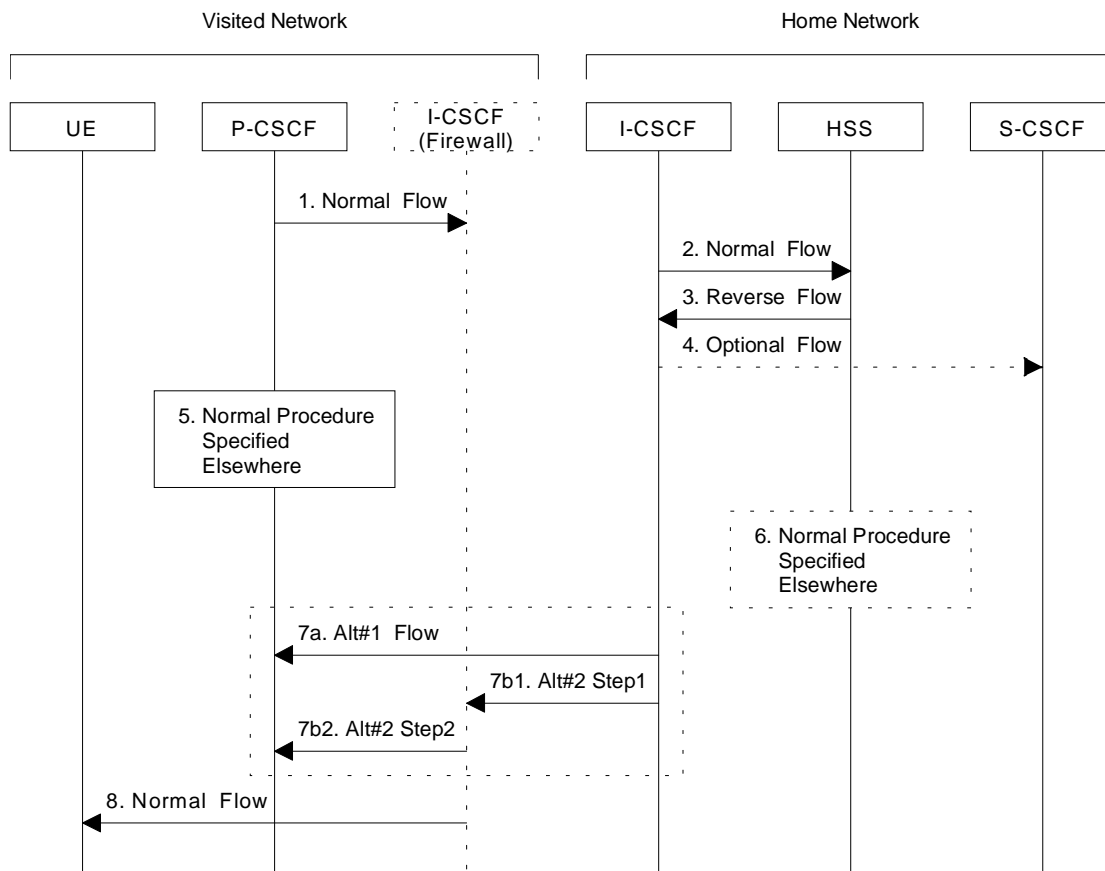 Visited Network
Home Network
UE
P-CSCF
I-CSCF
(Firewall)
I-CSCF
HSS
S-CSCF
1. Normal Flow
2. Normal Flow
3. Reverse Flow
4. Optional Flow
5. Normal Procedure
Specified
Elsewhere
6. Normal Procedure
Specified
Elsewhere
7a. Alt#1 Flow
7b1. Alt#2 Step1
7b2. Alt#2 Step2
8. Normal Flow